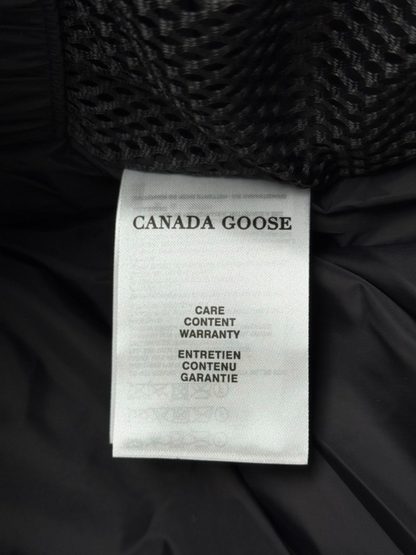 CANADA GOOSE
CARE
CONTENT
WARRANTY
ENTRETIEN
CONTENU
GARANTIE